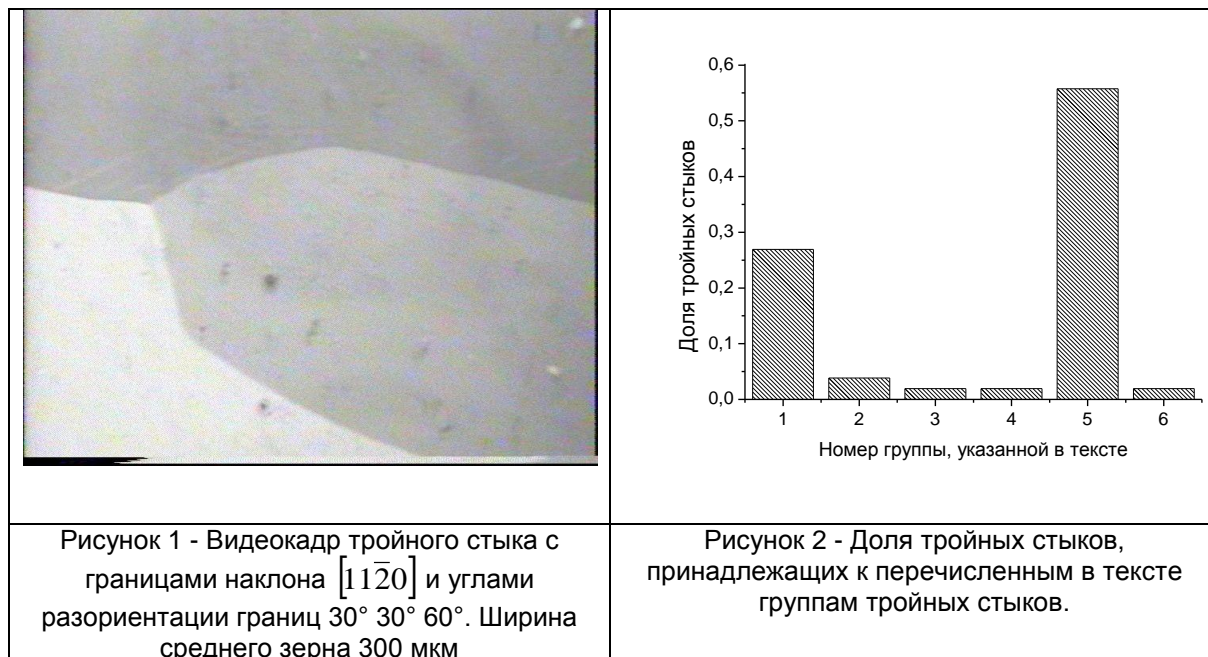 0,6
0,5
0,4
0,3
0,2
0,1
0,0
Доля тройных стыков
1 2 3 4 5 6
Номер группы, указанной в тексте
Рисунок 1 - Видеокадр тройного стыка с
границами наклона [112̅0] и углами
разориентации границ 30° 30° 60°. Ширина
среднего зерна 300 мкм
Рисунок 2 - Доля тройных стыков,
принадлежащих к перечисленным в тексте
группам тройных стыков.